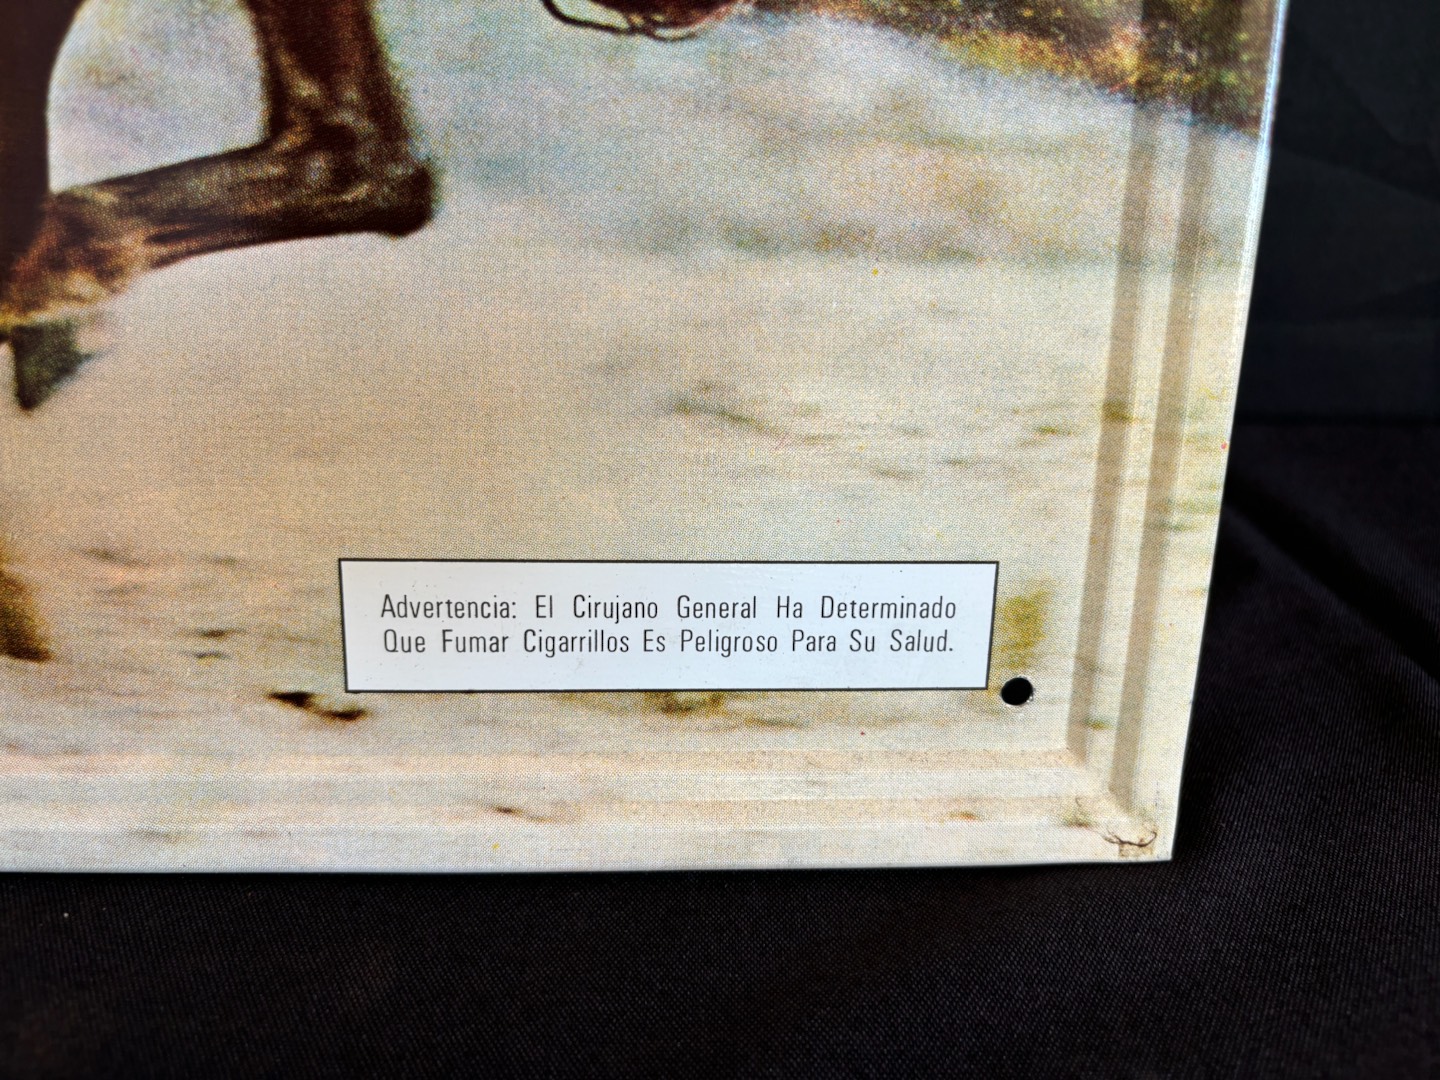 Advertencia: El Cirujano General Ha Determinado
Que Fumar Cigarrillos Es Peligroso Para Su Salud.